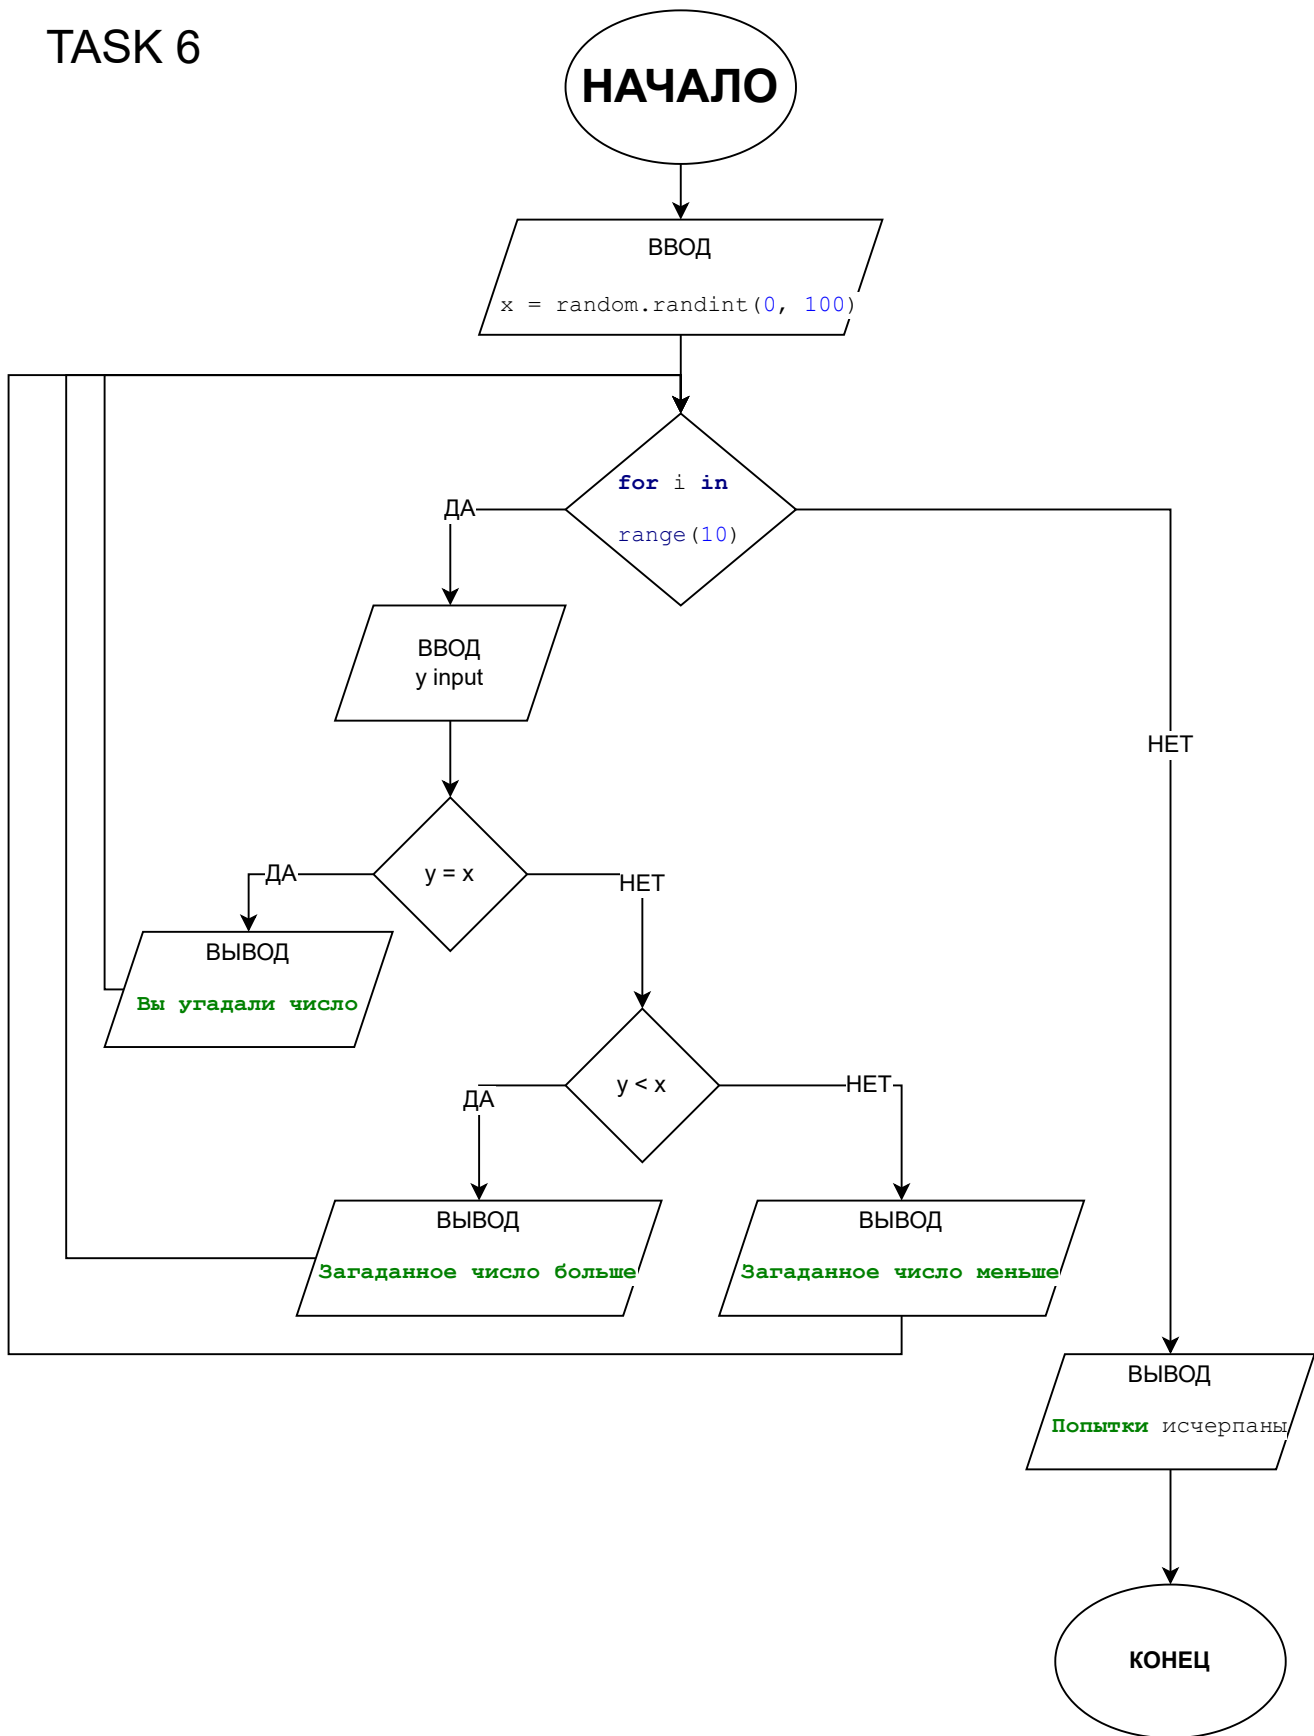 TASK 6
НАЧАЛО
ВВОД
x = random.randint(0, 100)
for i in
range(10)
ДА
НЕТ
ВВОД
y input
y = x
ДА
НЕТ
ВЫВОД
Вы угадали число
y < x
ДА
НЕТ
ВЫВОД
Загаданное число больше
ВЫВОД
Загаданное число меньше
ВЫВОД
Попытки исчерпаны
КОНЕЦ